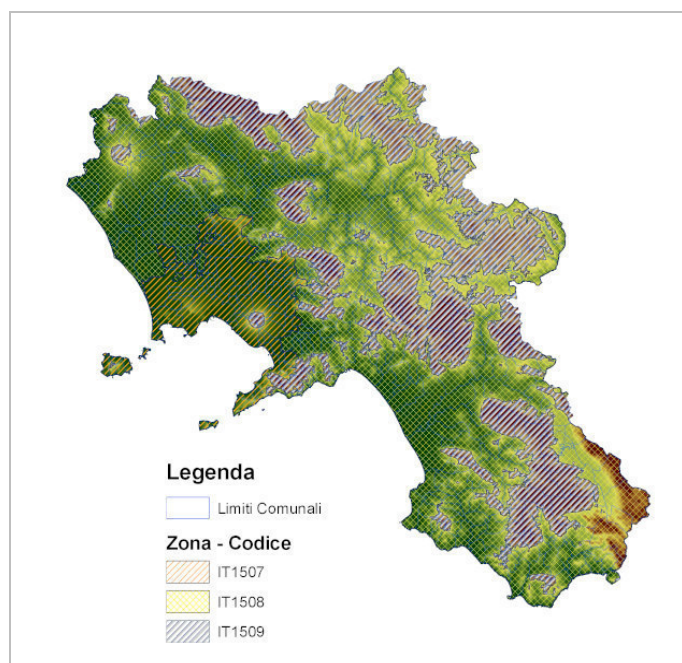 Legenda
Limiti Comunali
Zona - Codice
IT1507
IT1508
IT1509